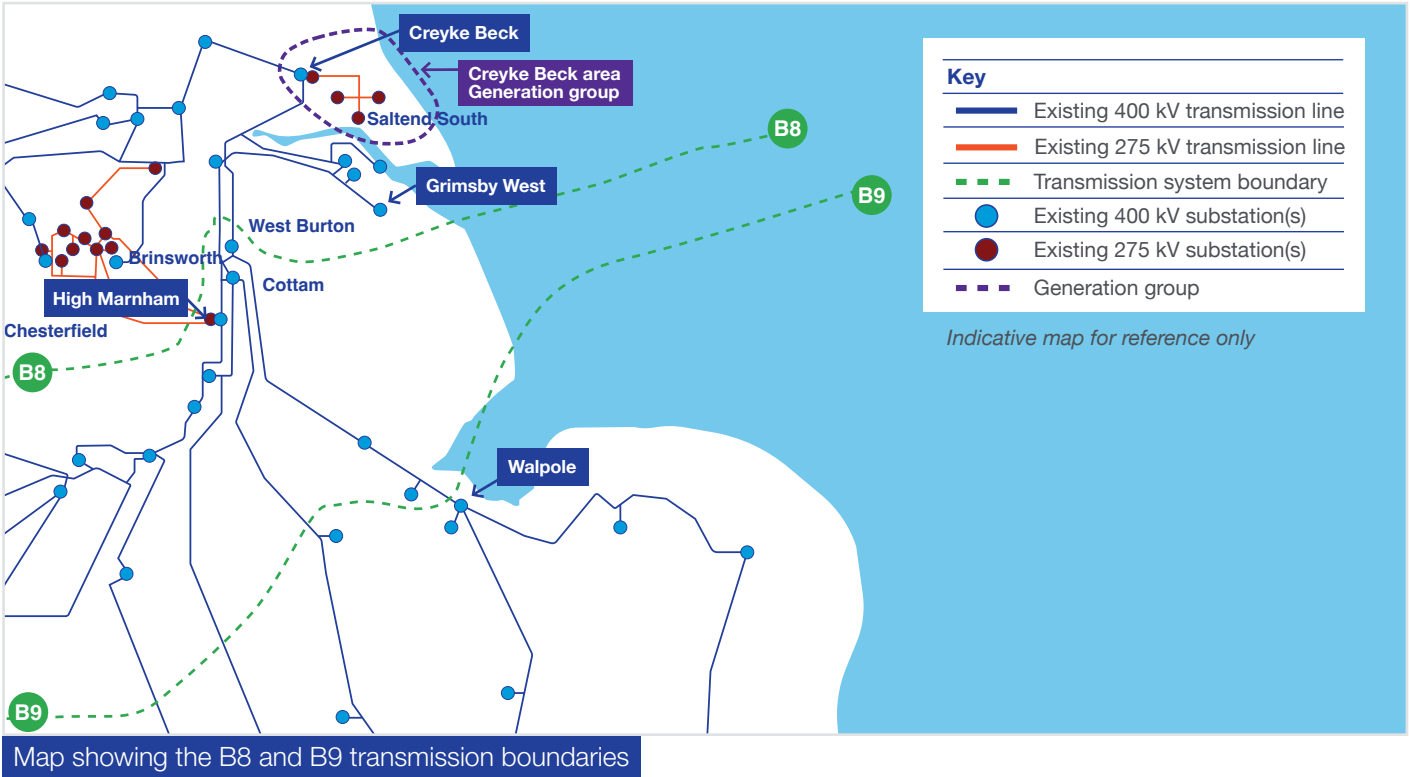 Creyke Beck
Creyke Beck area
Generation group
Saltend South
B8
Grimsby West
B9
West Burton
Brinsworth
Cottam
High Marnham
Chesterfield
B8
Walpole
B9
Key
Existing 400 kV transmission line
Existing 275 kV transmission line
Transmission system boundary
Existing 400 kV substation(s)
Existing 275 kV substation(s)
Generation group
Indicative map for reference only
Map showing the B8 and B9 transmission boundaries